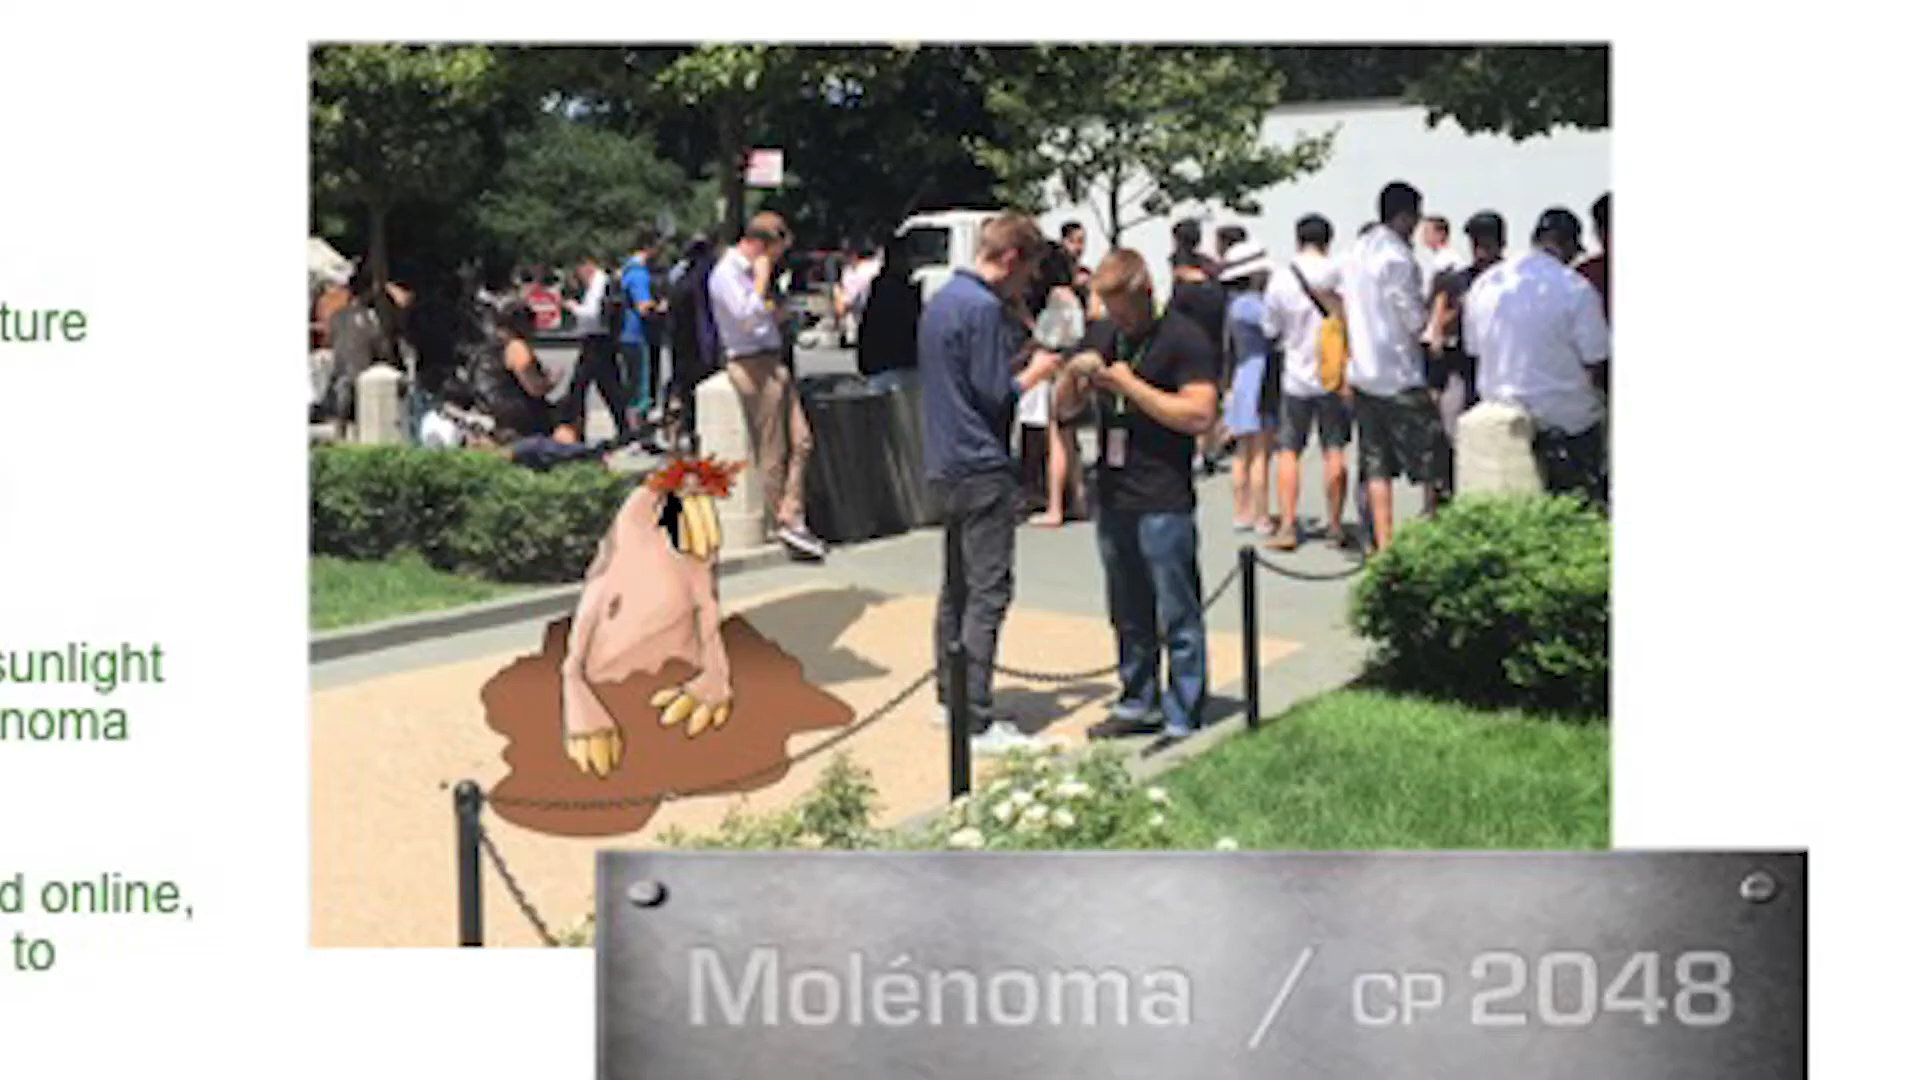 ture
sunlight
noma
d online,
to
Molénoma / CP 2048